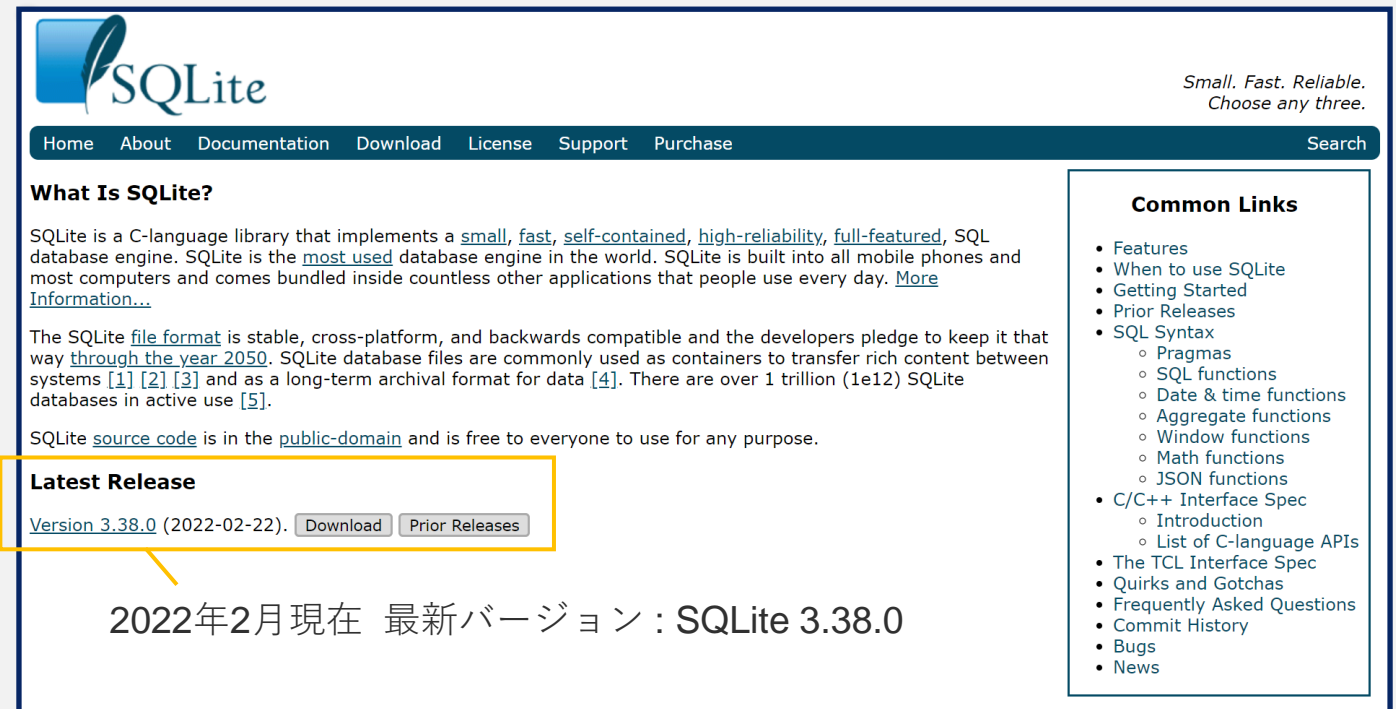 SQLite
Small. Fast. Reliable.
Choose any three.
Home About Documentation Download License Support Purchase Search
What Is SQLite?
SQLite is a C-language library that implements a small, fast, self-contained, high-reliability, full-featured, SQL
database engine. SQLite is the most used database engine in the world. SQLite is built into all mobile phones and
most computers and comes bundled inside countless other applications that people use every day. More
Information...
The SQLite file format is stable, cross-platform, and backwards compatible and the developers pledge to keep it that
way through the year 2050. SQLite database files are commonly used as containers to transfer rich content between
systems [1] [2] [3] and as a long-term archival format for data [4]. There are over 1 trillion (1e12) SQLite
databases in active use [5].
SQLite source code is in the public-domain and is free to everyone to use for any purpose.
Latest Release
Version 3.38.0 (2022-02-22). Download Prior Releases
2022年2月現在 最新バージョン : SQLite 3.38.0
Common Links
Features
When to use SQLite
Getting Started
Prior Releases
SQL Syntax
Pragmas
SQL functions
Date & time functions
Aggregate functions
Window functions
Math functions
JSON functions
C/C++ Interface Spec
Introduction
List of C-language APIs
The TCL Interface Spec
Quirks and Gotchas
Frequently Asked Questions
Commit History
Bugs
News